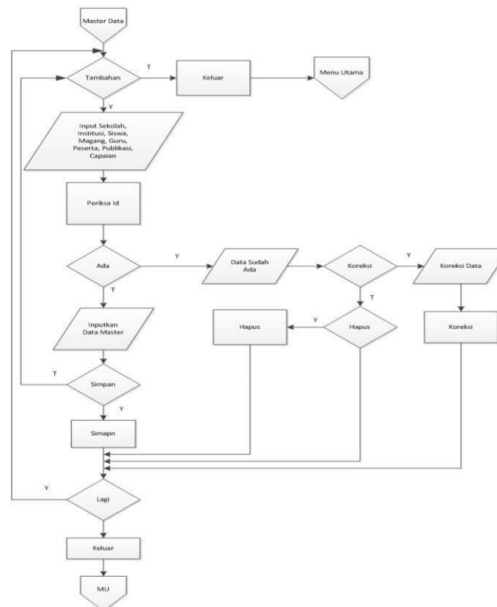 Master Data
Tambahan
T
Keluar
Menu Utama
Y
Input Sekolah,
Institusi, Siswa,
Magang, Guru,
Peserta, Publikasi,
Capaian
Periksa Id
Ada
Y
Data Sudah
Ada
Koreksi
Y
Koreksi Data
T
T
Inputkan
Data Master
Hapus
Y
Hapus
Koreksi
T
Simpan
Y
Simapn
Y
Lagi
Keluar
MU